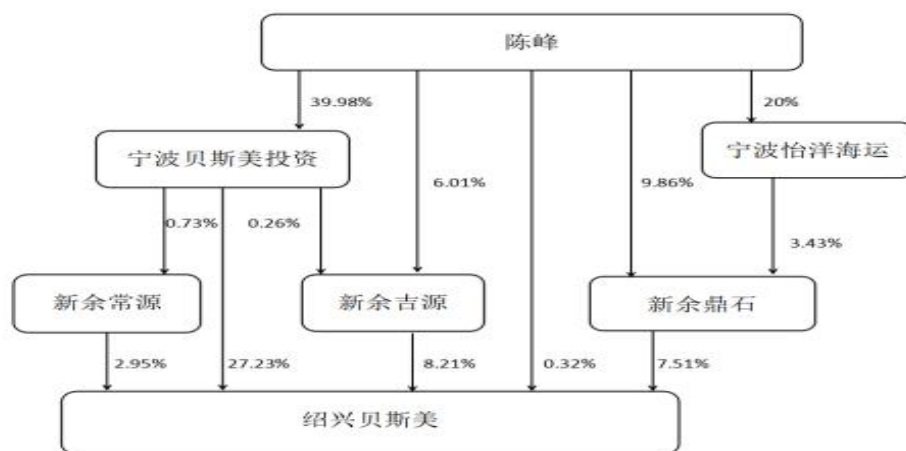 陈峰
39.98%
20%
宁波贝斯美投资
宁波怡洋海运
6.01%
9.86%
0.73%
0.26%
3.43%
新余常源
新余吉源
新余鼎石
2.95%
27.23%
8.21%
0.32%
7.51%
绍兴贝斯美